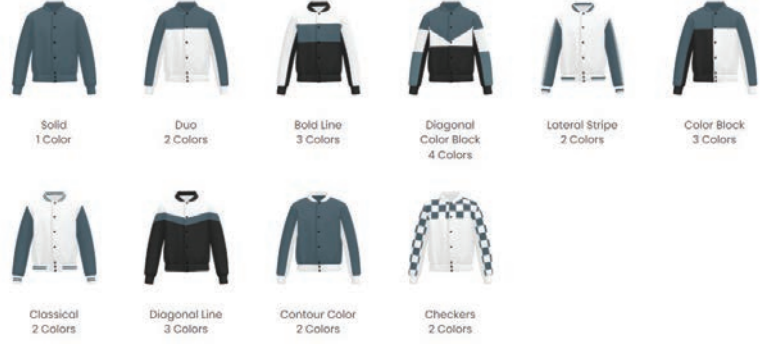 Solid
1 Color
Duo
2 Colors
Bold Line
3 Colors
Diagonal
Color Block
4 Colors
Lateral Stripe
2 Colors
Color Block
3 Colors
Classical
2 Colors
Diagonal Line
3 Colors
Contour Color
2 Colors
Checkers
2 Colors